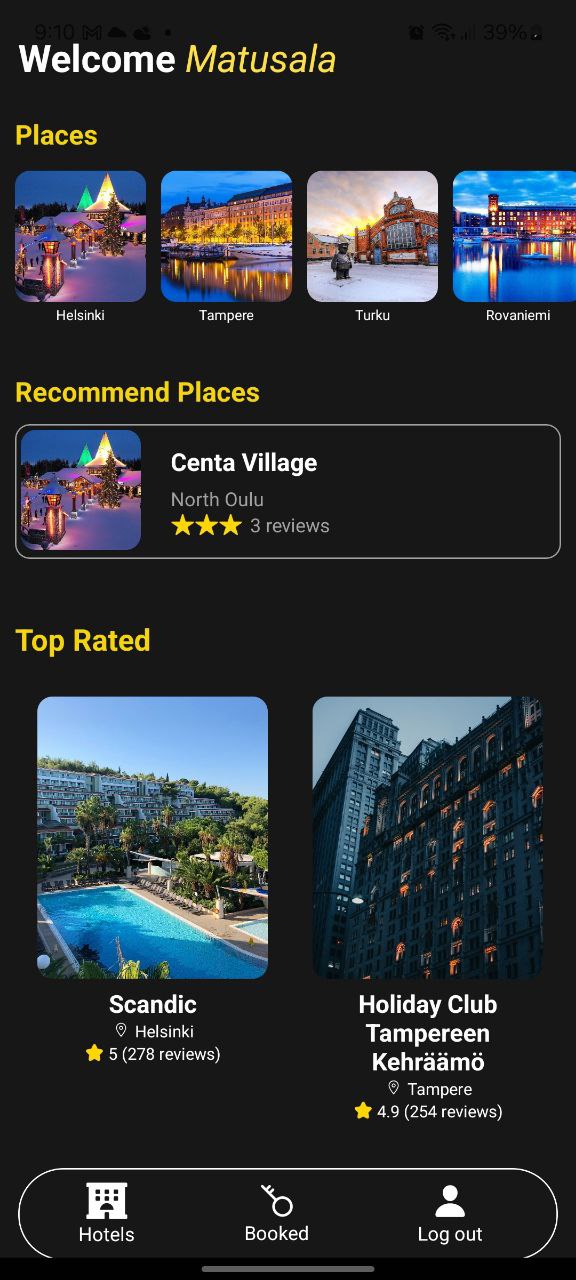 9:10 39%
Welcome Matusala
Places
Helsinki Tampere Turku Rovaniemi
Recommend Places
Centa Village
North Oulu
3 reviews
Top Rated
Scandic
Helsinki
5 (278 reviews)
Holiday Club
Tampereen
Kehräämö
Tampere
4.9 (254 reviews)
Hotels Booked Log out